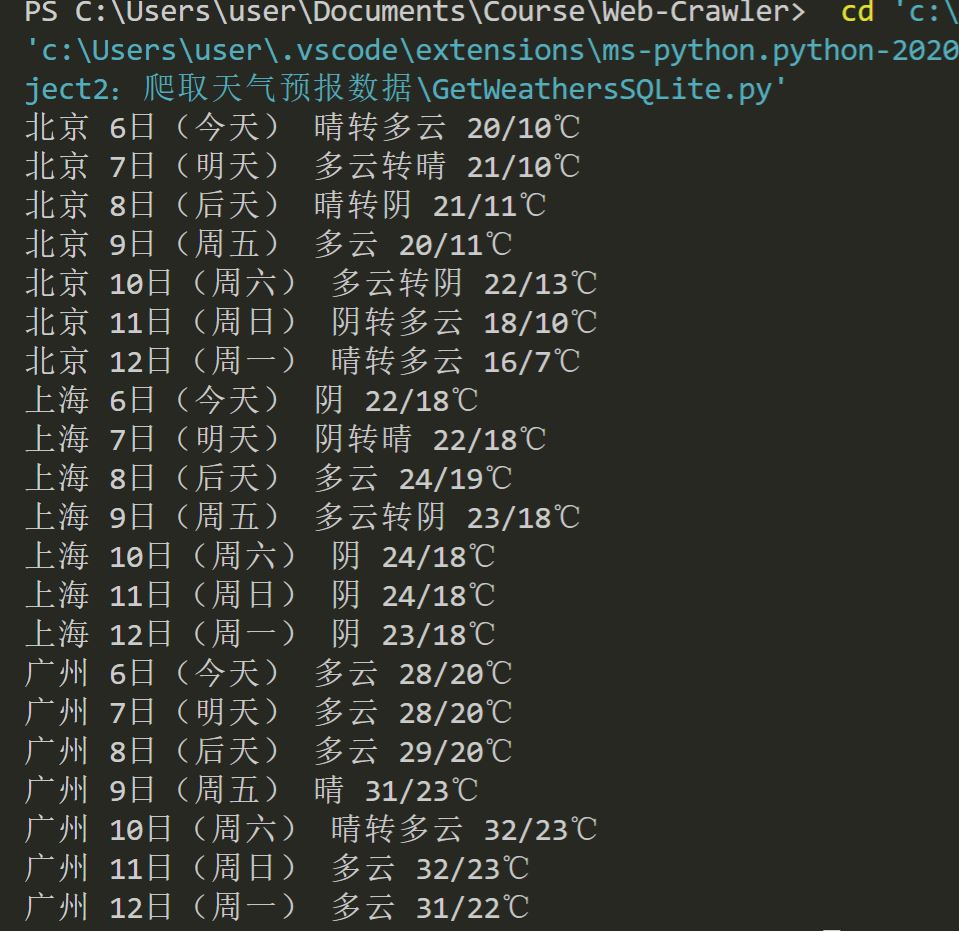 PS C:\Users\user\Documents\Course\Web-Crawler> cd 'c:\
'c:\Users\user\.vscode\extensions\ms-python.python-2020
ject2：爬取天气预报数据\GetWeathersSQLite.py'
北京 6日（今天） 晴转多云 20/10℃
北京 7日（明天） 多云转晴 21/10℃
北京 8日（后天） 晴转阴 21/11℃
北京 9日（周五） 多云 20/11℃
北京 10日（周六） 多云转阴 22/13℃
北京 11日（周日） 阴转多云 18/10℃
北京 12日（周一） 晴转多云 16/7℃
上海 6日（今天） 阴 22/18℃
上海 7日（明天） 阴转晴 22/18℃
上海 8日（后天） 多云 24/19℃
上海 9日（周五） 多云转阴 23/18℃
上海 10日（周六） 阴 24/18℃
上海 11日（周日） 阴 24/18℃
上海 12日（周一） 阴 23/18℃
广州 6日（今天） 多云 28/20℃
广州 7日（明天） 多云 28/20℃
广州 8日（后天） 多云 29/20℃
广州 9日（周五） 晴 31/23℃
广州 10日（周六） 晴转多云 32/23℃
广州 11日（周日） 多云 32/23℃
广州 12日（周一） 多云 31/22℃